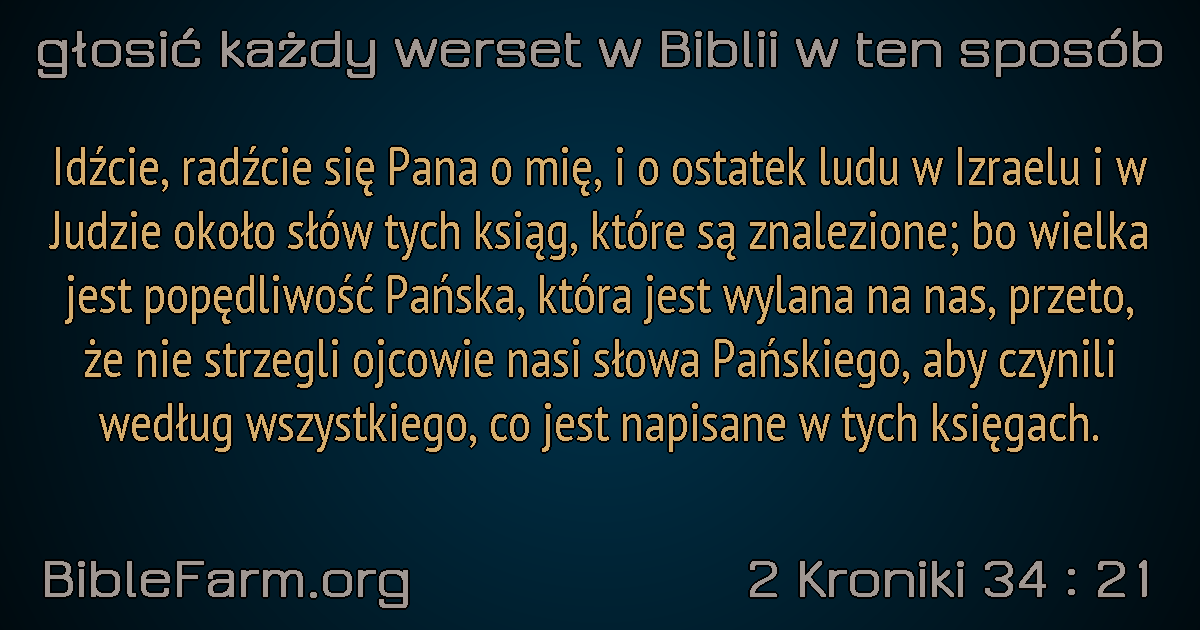 głosić każdy werset w Biblii w ten sposób
Idźcie, radźcie się Pana o mię, i o ostatek ludu w Izraelu i w
Judzie około słów tych ksiąg, które są znalezione; bo wielka
jest popędliwość Pańska, która jest wylana na nas, przeto,
że nie strzegli ojcowie nasi słowa Pańskiego, aby czynili
według wszystkiego, co jest napisane w tych księgach.
BibleFarm.org
2 Kroniki 34 : 21